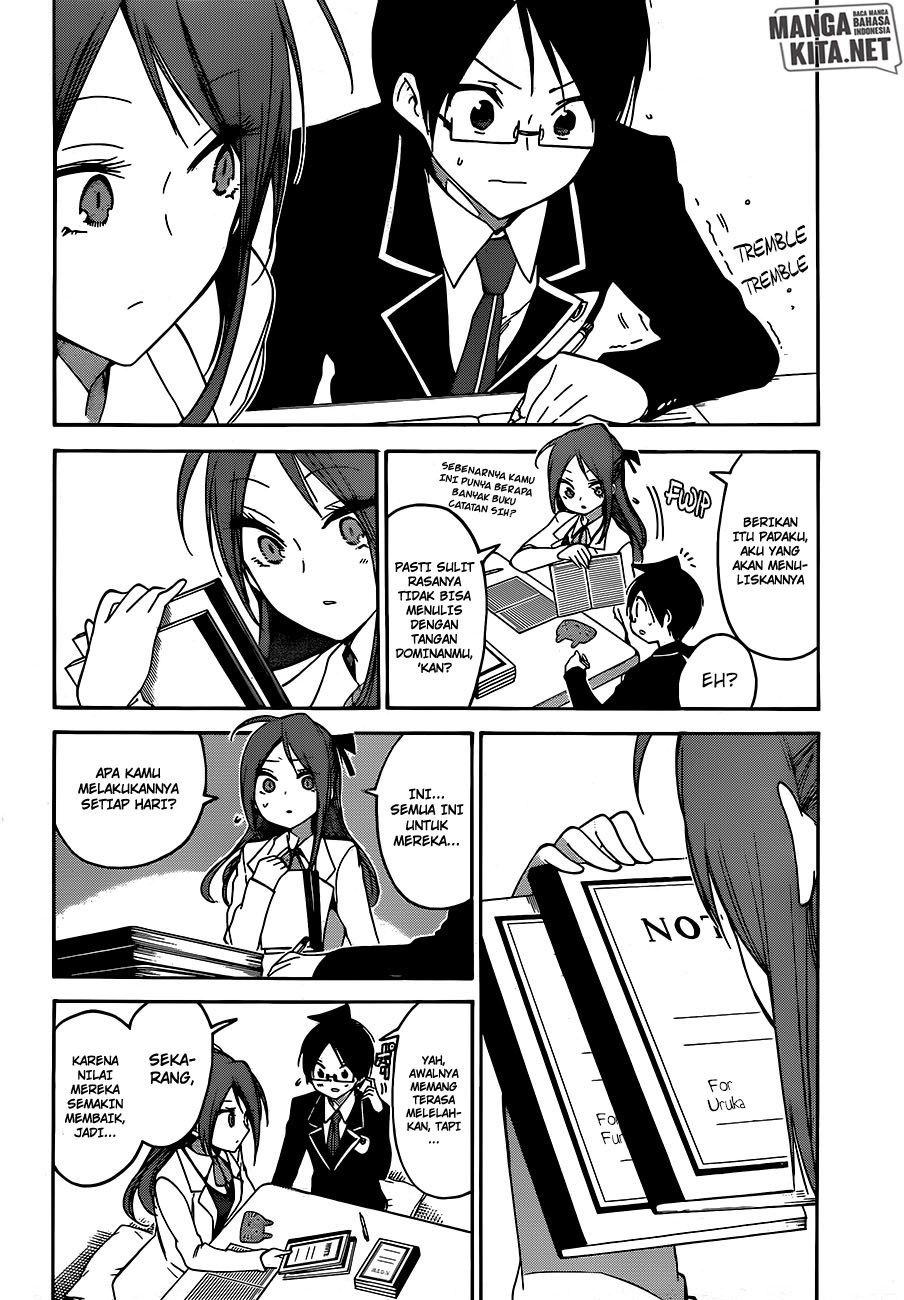 MANGA
KITA.NET
BACA MANGA
BAHASA
INDONESIA
TREMBLE
TREMBLE
BERIKAN
ITU PADAKU,
AKU YANG
AKAN MENU-
LISKANNYA
FWIP
EH?
SEBENARNYA KAMU
INI PUNYA BERAPA
BANYAK BUKU
CATATAN SIH?
PASTI SULIT
RASANYA
TIDAK BISA
MENULIS
DENGAN
TANGAN
DOMINANMU,
'KAN?
NOT
For
Uruka
Fo
Fur
INI...
SEMUA INI
UNTUK
MEREKA...
APA KAMU
MELAKUKANNYA
SETIAP HARI?
YAH,
AWALNYA
MEMANG
TERASA
MELELAH-
KAN, TAPI
...
SEKA-
RANG,
KARENA
NILAI
MEREKA
SEMAKIN
MEMBAIK,
JADI...